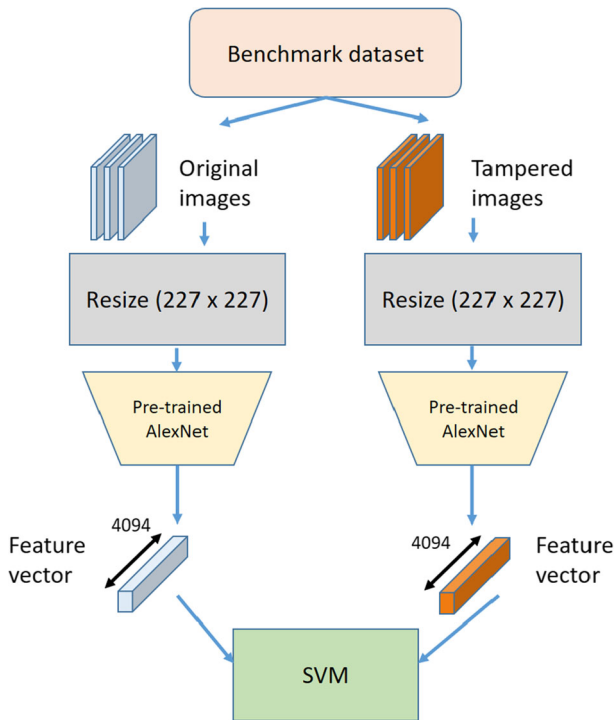 Benchmark dataset
Original
images
Tampered
images
Resize (227 x 227)
Resize (227 x 227)
Pre-trained
AlexNet
Pre-trained
AlexNet
4094
Feature
vector
4094
Feature
vector
SVM